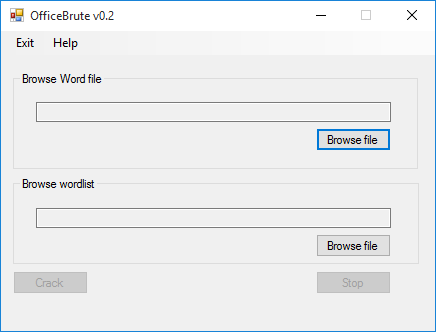 OfficeBrute v0.2
Exit Help
Browse Word file
Browse file
Browse wordlist
Browse file
Crack Stop